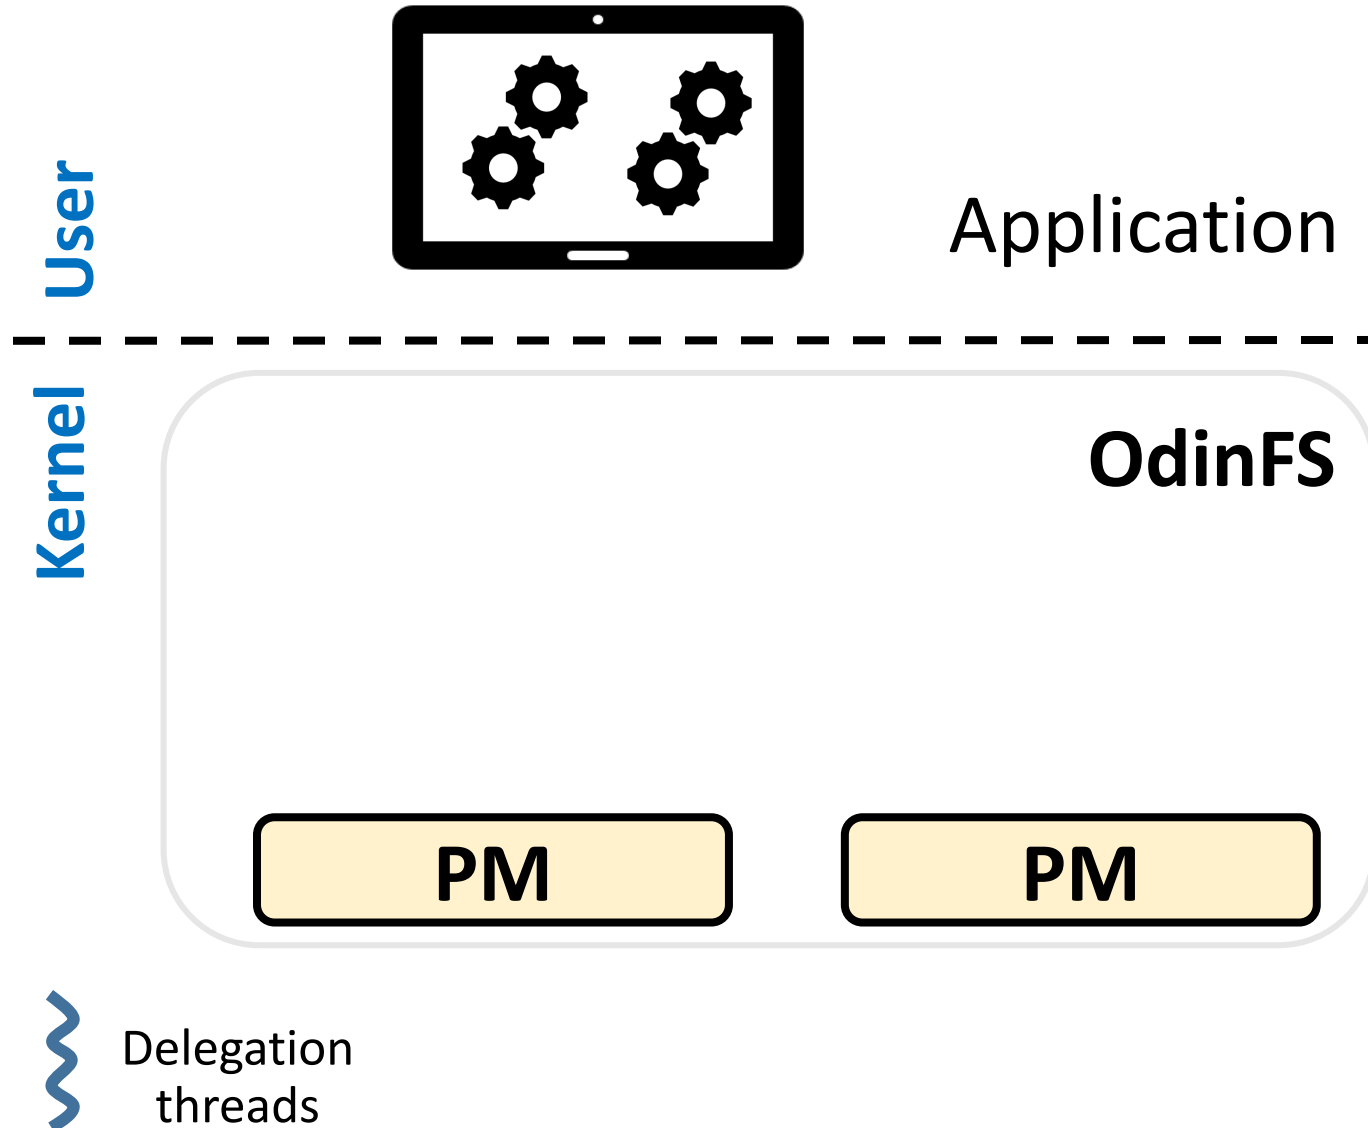 User
Application
Kernel
OdinFS
PM
PM
Delegation
threads